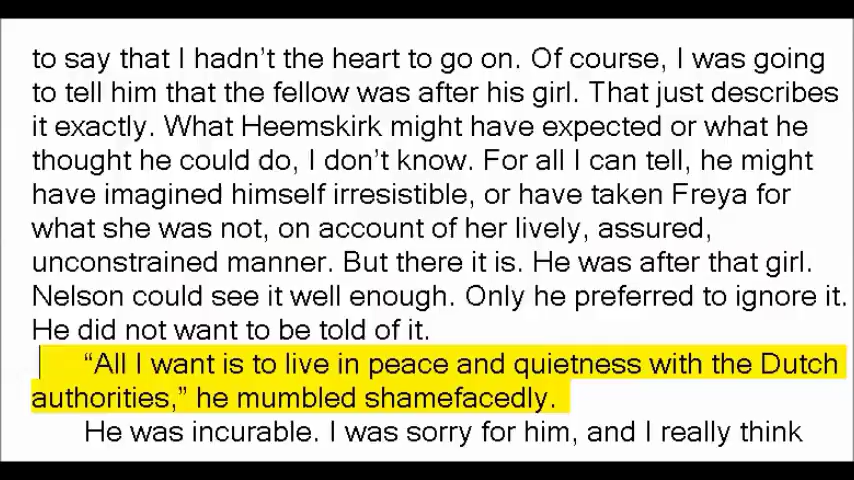 to say that I hadn’t the heart to go on. Of course, I was going
to tell him that the fellow was after his girl. That just describes
it exactly. What Heemskirk might have expected or what he
thought he could do, I don’t know. For all I can tell, he might
have imagined himself irresistible, or have taken Freya for
what she was not, on account of her lively, assured,
unconstrained manner. But there it is. He was after that girl.
Nelson could see it well enough. Only he preferred to ignore it.
He did not want to be told of it.
“All I want is to live in peace and quietness with the Dutch
authorities,” he mumbled shamefacedly.
He was incurable. I was sorry for him, and I really think